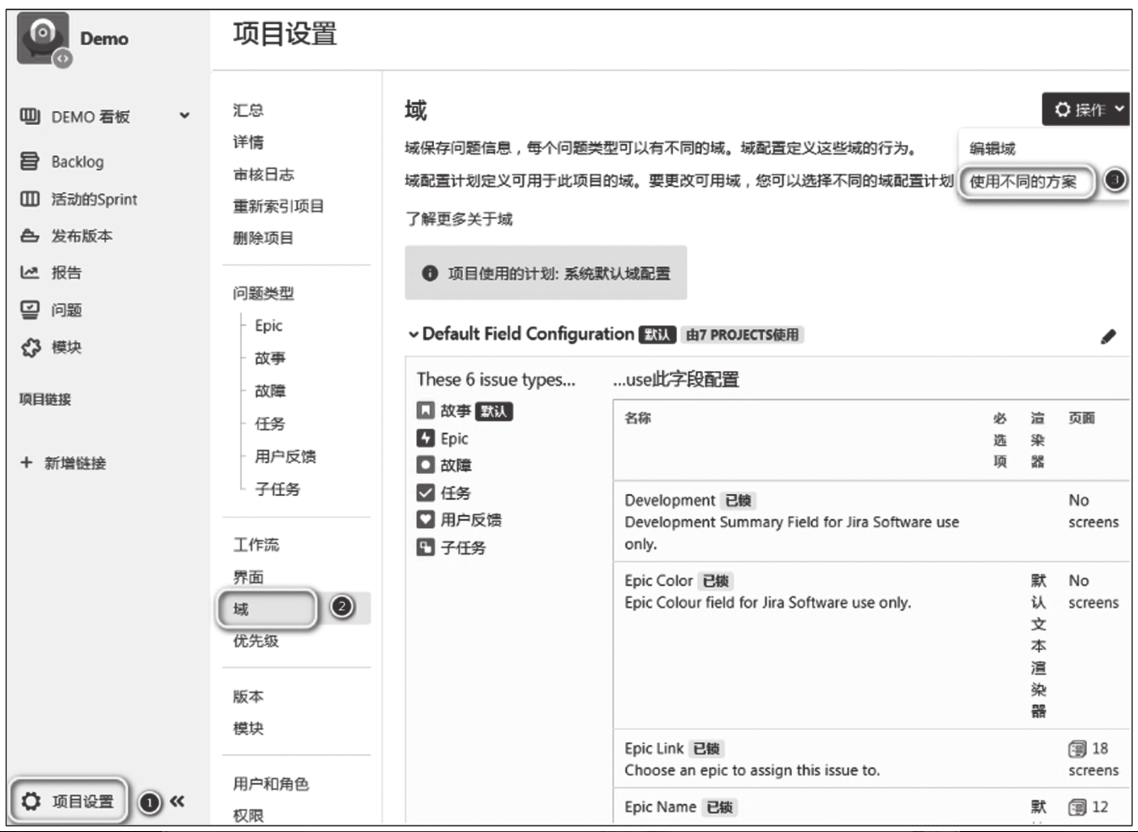 Demo
DEMO 看板
Backlog
活动的Sprint
发布版本
报告
问题
模块
项目链接
+ 新增链接
项目设置 1 «
项目设置
汇总
详情
审核日志
重新索引项目
删除项目
问题类型
Epic
故事
故障
任务
用户反馈
子任务
工作流
界面
域 2
优先级
版本
模块
用户和角色
权限
域
操作
编辑域
使用不同的方案 3
域保存问题信息，每个问题类型可以有不同的域。域配置定义这些域的行为。
域配置计划定义可用于此项目的域。要更改可用域，您可以选择不同的域配置计划
了解更多关于域
项目使用的计划: 系统默认域配置
Default Field Configuration 默认 由7 PROJECTS使用
These 6 issue types...
故事 默认
Epic
故障
任务
用户反馈
子任务
...use此字段配置
名称 必选项 渲染器 页面
Development 已锁 No screens
Development Summary Field for Jira Software use
only.
Epic Color 已锁 默认文本渲染器 No screens
Epic Colour field for Jira Software use only.
Epic Link 已锁 18 screens
Choose an epic to assign this issue to.
Epic Name 已锁 默 12